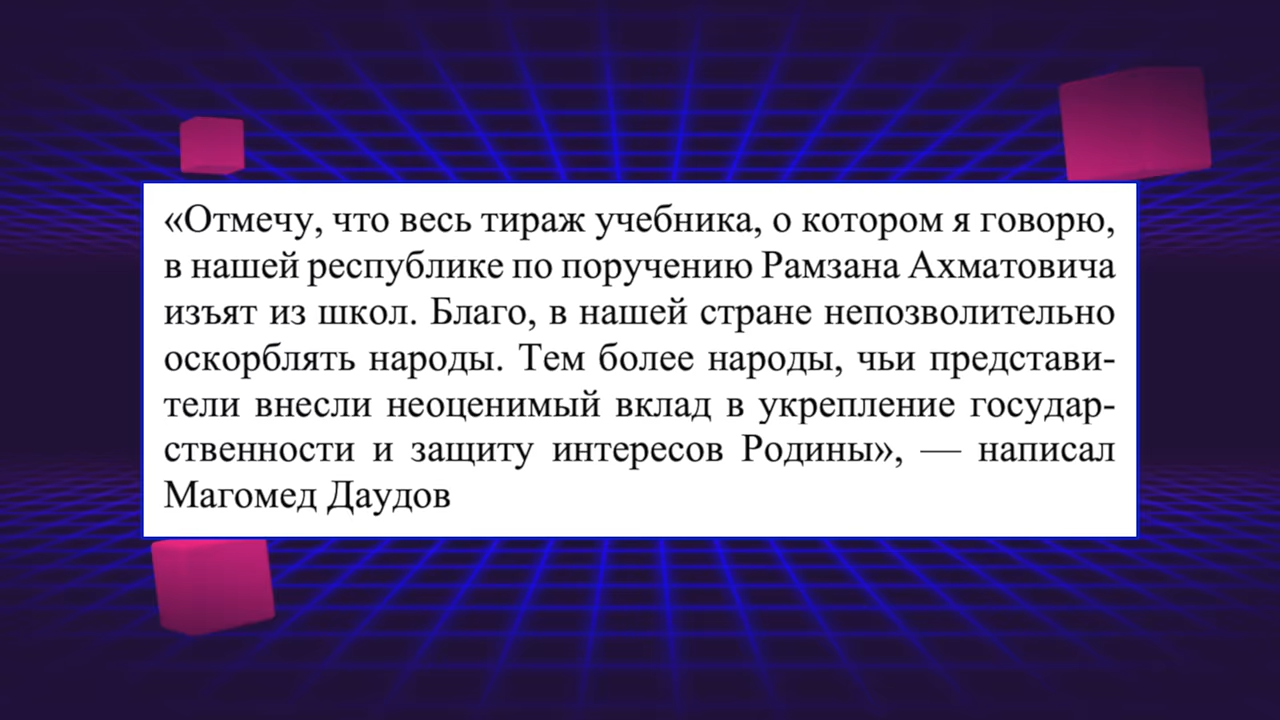 «Отмечу, что весь тираж учебника, о котором я говорю,
в нашей республике по поручению Рамзана Ахматовича
изъят из школ. Благо, в нашей стране непозволительно
оскорблять народы. Тем более народы, чьи представи-
тели внесли неоценимый вклад в укрепление государ-
ственности и защиту интересов Родины», — написал
Магомед Даудов